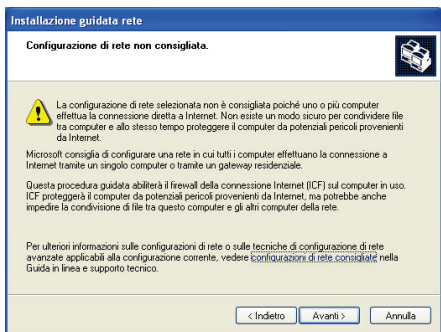 Installazione guidata rete
Configurazione di rete non consigliata.
La configurazione di rete selezionata non è consigliata poiché uno o più computer
effettua la connessione diretta a Internet. Non esiste un modo sicuro per condividere file
tra computer e allo stesso tempo proteggere il computer da potenziali pericoli provenienti
da Internet.
Microsoft consiglia di configurare una rete in cui tutti i computer effettuano la connessione a
Internet tramite un singolo computer o tramite un gateway residenziale.
Questa procedura guidata abiliterà il firewall della connessione Internet (ICF) sul computer in uso.
ICF proteggerà il computer da potenziali pericoli provenienti da Internet, ma potrebbe anche
impedire la condivisione di file tra questo computer e gli altri computer della rete.
Per ulteriori informazioni sulle configurazioni di rete o sulle tecniche di configurazione di rete
avanzate applicabili alla configurazione corrente, vedere configurazioni di rete consigliate nella
Guida in linea e supporto tecnico.
< Indietro Avanti > Annulla